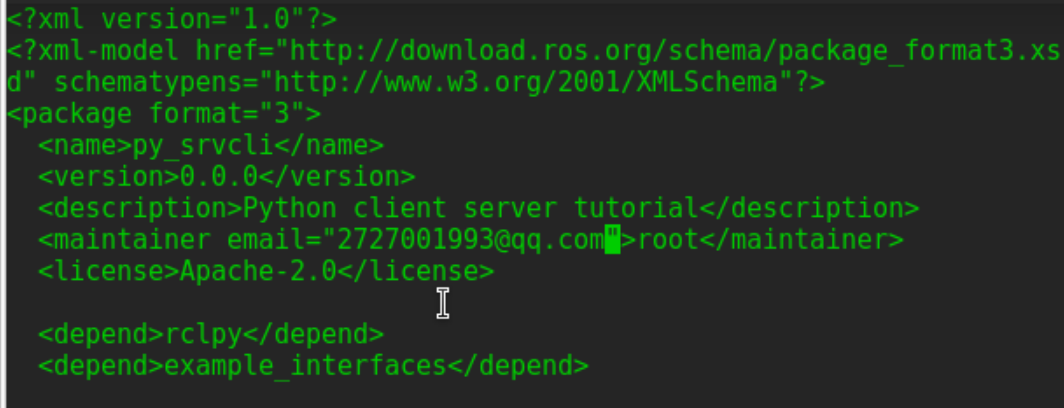 <?xml version="1.0"?>
<?xml-model href="http://download.ros.org/schema/package_format3.xs
d" schematypens="http://www.w3.org/2001/XMLSchema"?>
<package format="3">
  <name>py_srvcli</name>
  <version>0.0.0</version>
  <description>Python client server tutorial</description>
  <maintainer email="2727001993@qq.com">root</maintainer>
  <license>Apache-2.0</license>

  <depend>rclpy</depend>
  <depend>example_interfaces</depend>